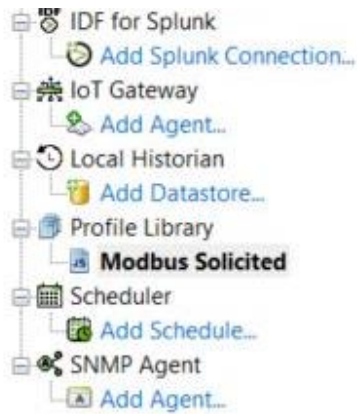 IDF for Splunk
Add Splunk Connection...
IoT Gateway
Add Agent...
Local Historian
Add Datastore...
Profile Library
Modbus Solicited
Scheduler
Add Schedule...
SNMP Agent
Add Agent...